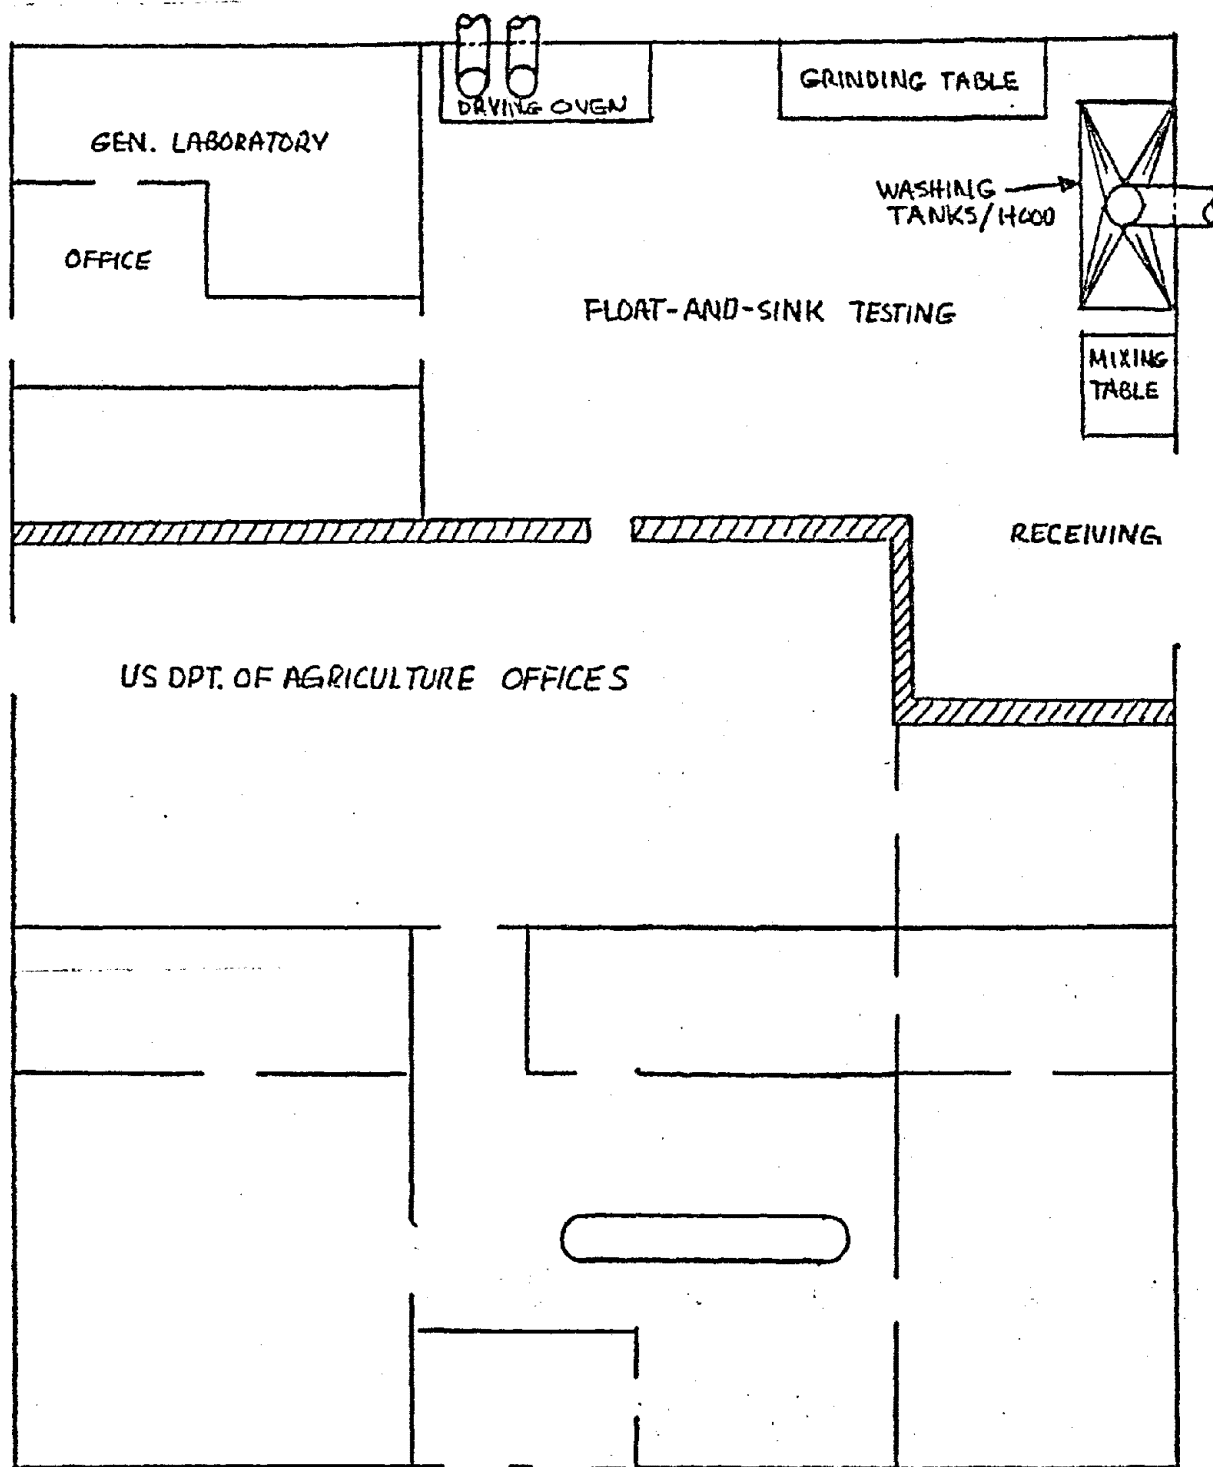 DRYING OVEN
GRINDING TABLE
GEN. LABORATORY
WASHING
TANKS/HOOD
OFFICE
FLOAT-AND-SINK TESTING
MIXING
TABLE
RECEIVING
US DPT. OF AGRICULTURE OFFICES